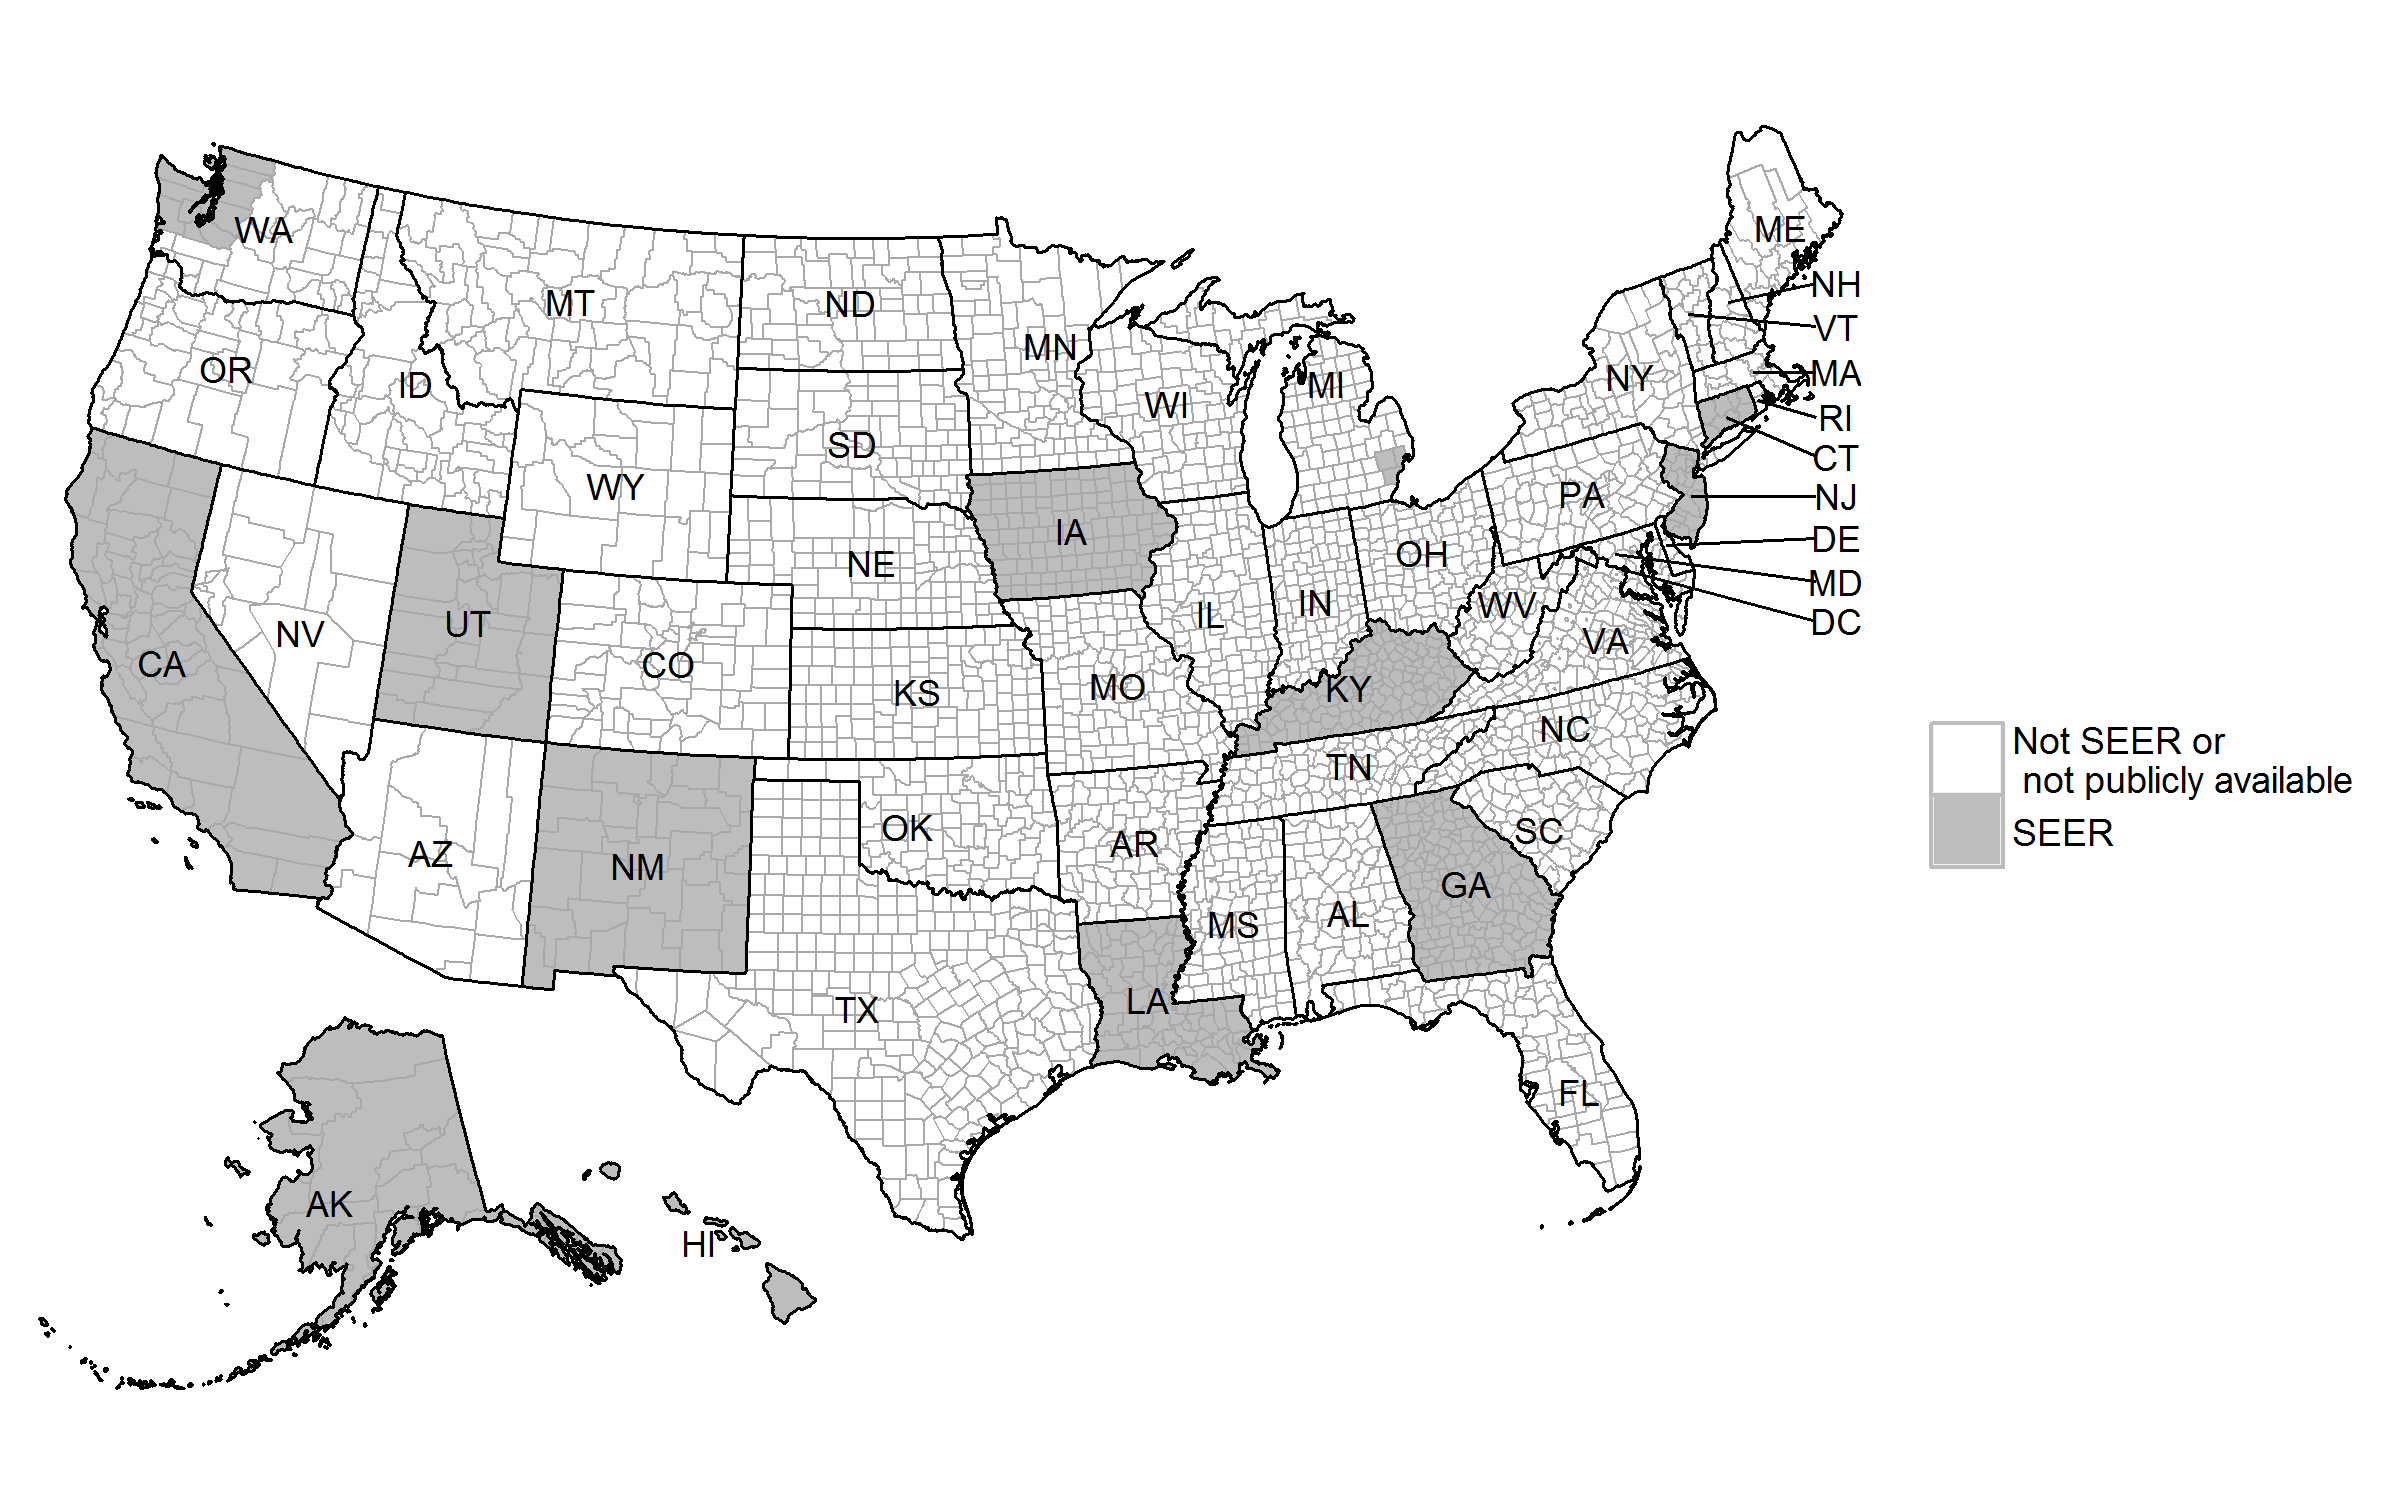 WA
MT
ND
MN
ME
NH
VT
OR
ID
WI
MI
NY
MA
RI
SD
CT
WY
PA
NJ
IA
OH
DE
NE
MD
IN
WV
DC
NV
UT
IL
VA
CA
CO
KS
MO
KY
NC
Not SEER or
not publicly available
TN
SEER
OK
SC
AZ
NM
AR
GA
MS
AL
TX
LA
FL
AK
HI